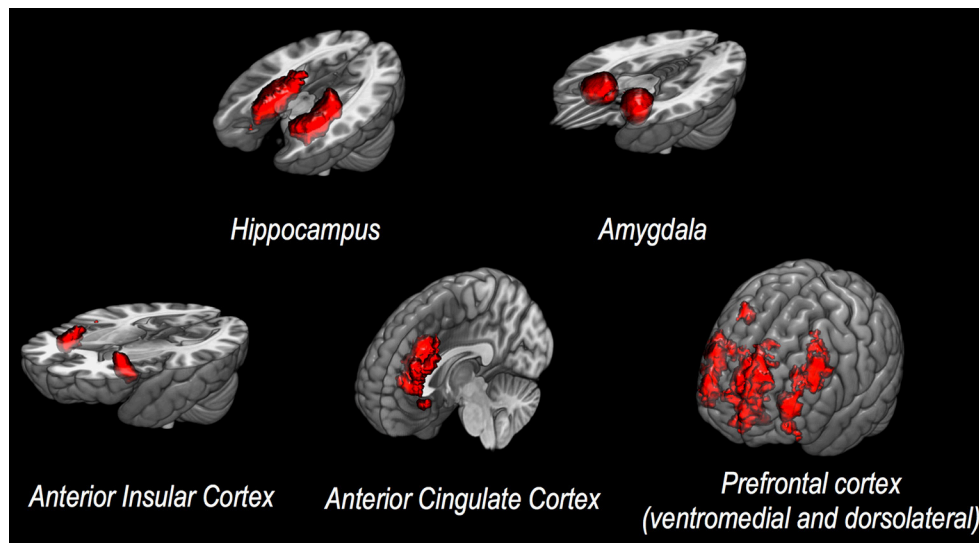 Hippocampus
Amygdala
Anterior Insular Cortex
Anterior Cingulate Cortex
Prefrontal cortex
(ventromedial and dorsolateral)